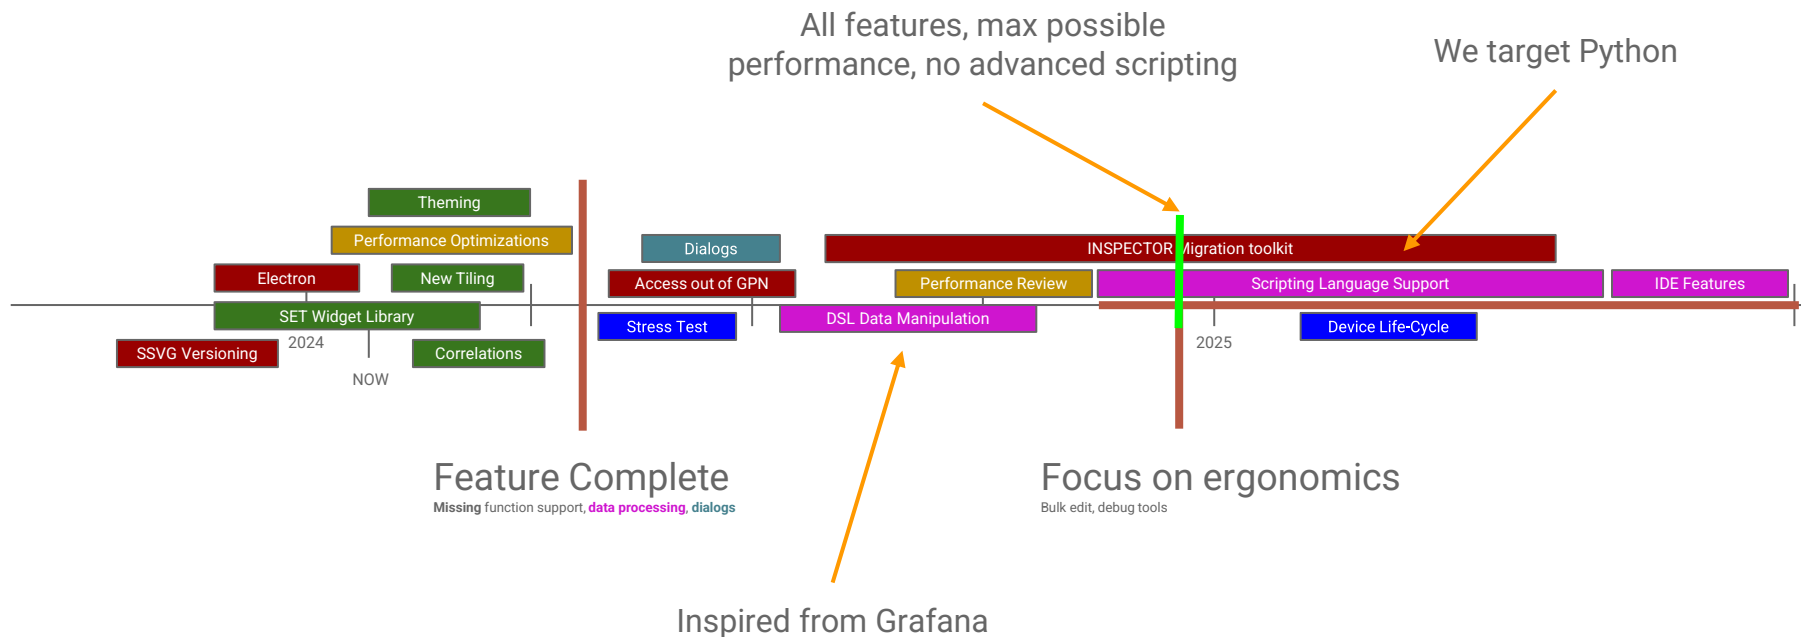 All features, max possible
performance, no advanced scripting
We target Python
Theming
Performance Optimizations
Dialogs
INSPECTOR Migration toolkit
Electron
New Tiling
Access out of GPN
Performance Review
Scripting Language Support
IDE Features
SET Widget Library
Stress Test
DSL Data Manipulation
Device Life-Cycle
2024
2025
SSVG Versioning
Correlations
NOW
Feature Complete
Missing function support, data processing, dialogs
Focus on ergonomics
Bulk edit, debug tools
Inspired from Grafana